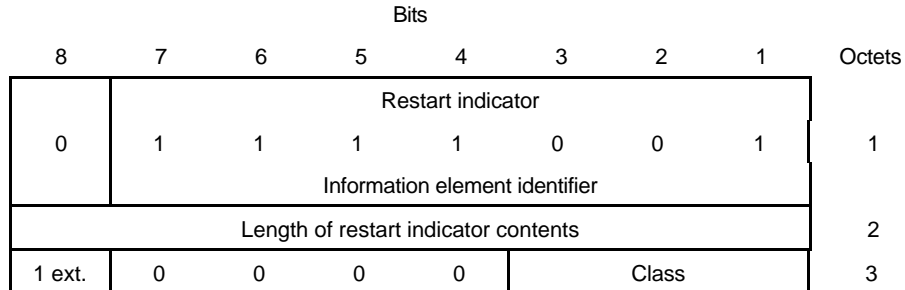 Bits
8 7 6 5 4 3 2 1 Octets
Restart indicator
0 1 1 1 1 0 0 1 1
Information element identifier
Length of restart indicator contents 2
1 ext. 0 0 0 0 Class 3